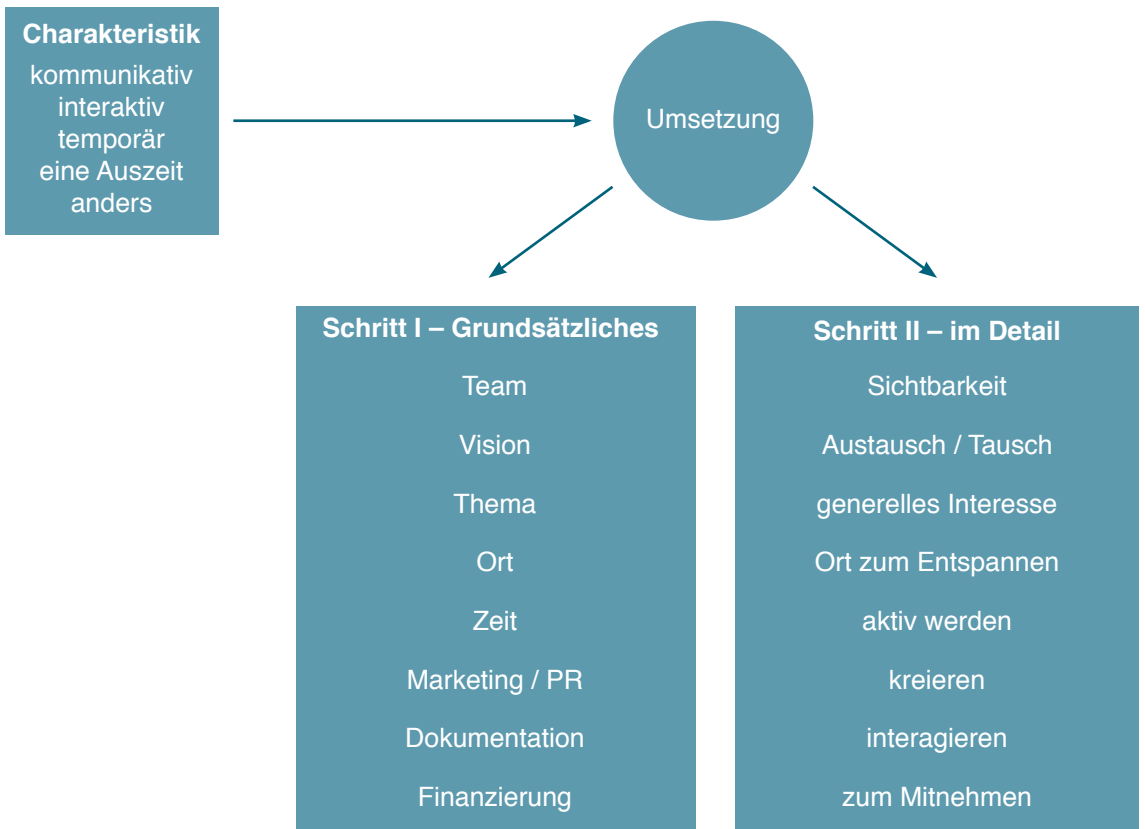 Charakteristik
kommunikativ
interaktiv
temporär
eine Auszeit
anders
Umsetzung
Schritt I – Grundsätzliches
Team
Vision
Thema
Ort
Zeit
Marketing / PR
Dokumentation
Finanzierung
Schritt II – im Detail
Sichtbarkeit
Austausch / Tausch
generelles Interesse
Ort zum Entspannen
aktiv werden
kreieren
interagieren
zum Mitnehmen